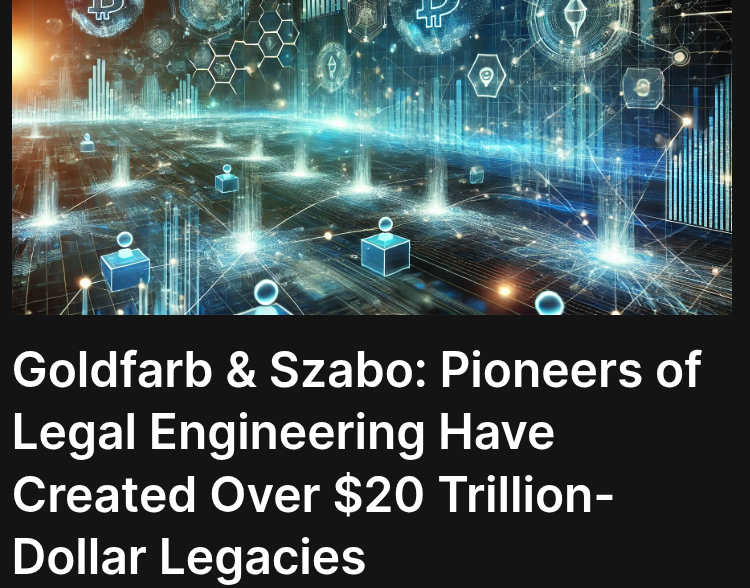 Goldfarb & Szabo: Pioneers of
Legal Engineering Have
Created Over $20 Trillion-
Dollar Legacies